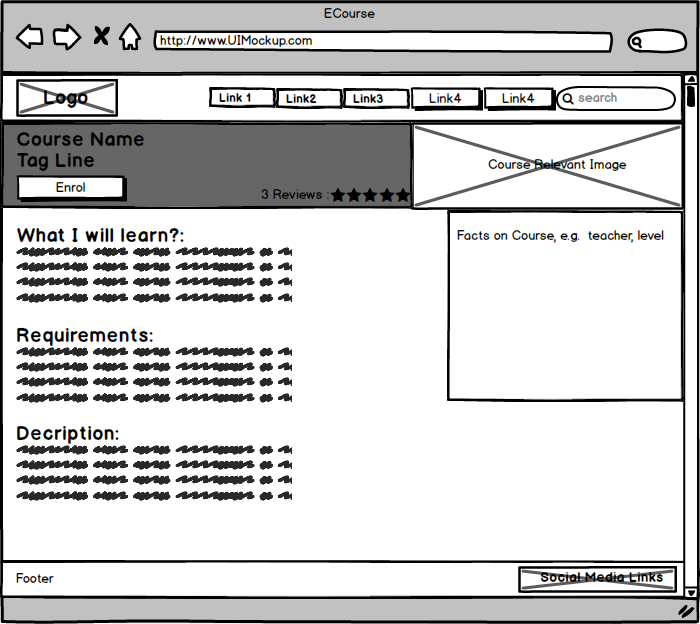 ECourse
http://www.UIMockup.com
Logo
Link 1
Link2
Link3
Link4
Link4
search
Course Name
Tag Line
Enrol
3 Reviews :
Course Relevant Image
Facts on Course, e.g. teacher, level
What I will learn?:
Requirements:
Decription:
Footer
Social Media Links